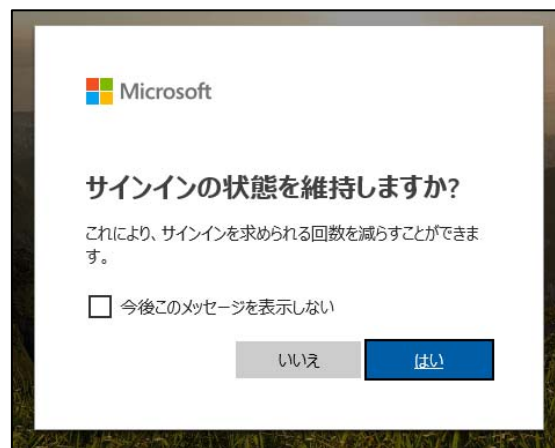 Microsoft
サインインの状態を維持しますか?
これにより、サインインを求められる回数を減らすことができま
す。
今後このメッセージを表示しない
いいえ
はい